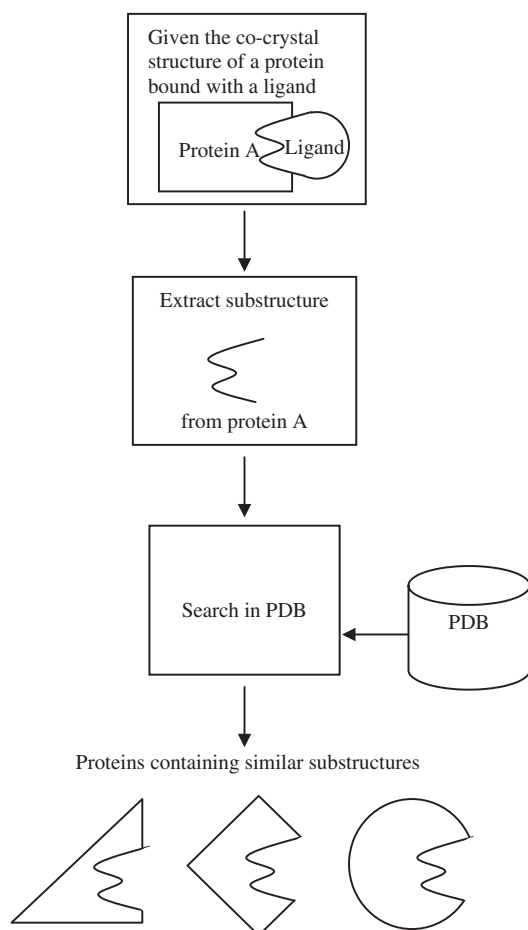 Given the co-crystal
structure of a protein
bound with a ligand
Protein A
Ligand
Extract substructure
from protein A
Search in PDB
PDB
Proteins containing similar substructures